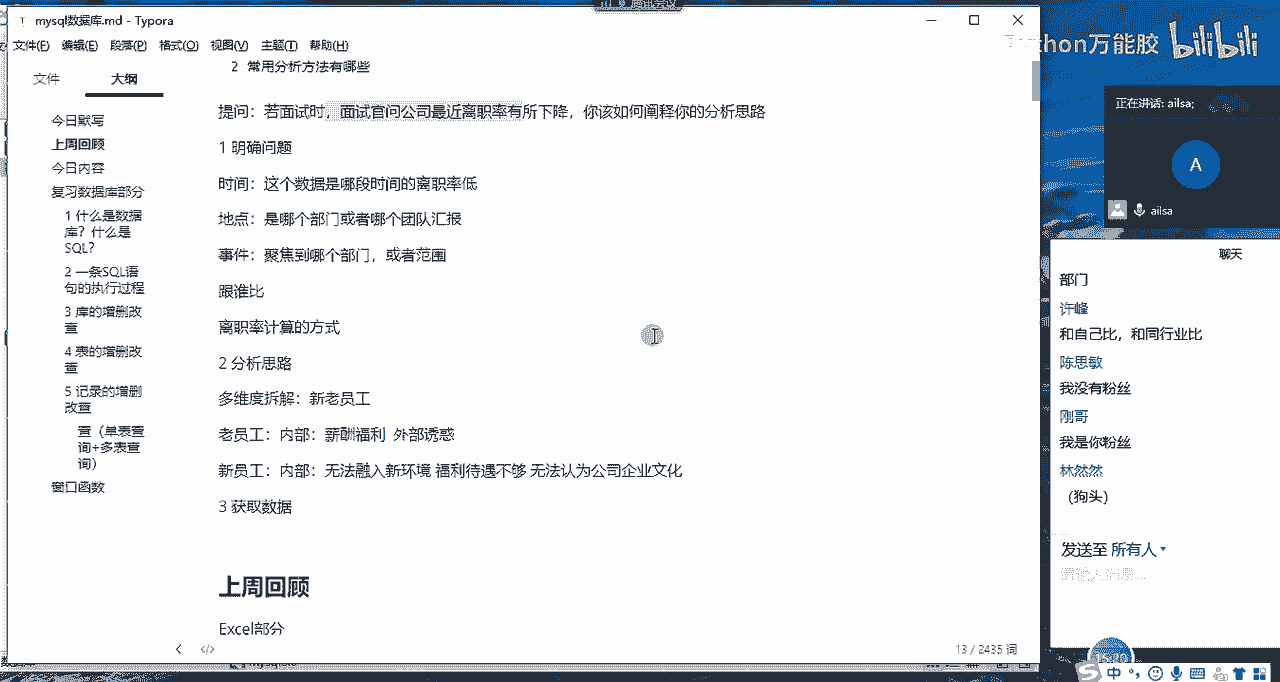 mysql数据库.md - Typora
文件(F) 编辑(E) 段落(P) 格式(O) 视图(V) 主题(T) 帮助(H)
文件 大纲
今日默写
上周回顾
今日内容
复习数据库部分
1 什么是数据
库？什么是
SQL？
2 一条SQL语
句的执行过程
3 库的增删改
查
4 表的增删改
查
5 记录的增删
改查
查（单表查
询+多表查
询）
窗口函数
2 常用分析方法有哪些
提问：若面试时，面试官问公司最近离职率有所下降，你该如何阐释你的分析思路
1 明确问题
时间：这个数据是哪段时间的离职率低
地点：是哪个部门或者哪个团队汇报
事件：聚焦到哪个部门，或者范围
跟谁比
离职率计算的方式
2 分析思路
多维度拆解：新老员工
老员工：内部：薪酬福利 外部诱惑
新员工：内部：无法融入新环境 福利待遇不够 无法认为公司企业文化
3 获取数据
上周回顾
Excel部分
13 / 2435 词
腾讯会议
Python万能胶 bilibili
正在讲话: ailsa;
A
ailsa
聊天
部门
许峰
和自己比，和同行业比
陈思敏
我没有粉丝
刚哥
我是你粉丝
林然然
（狗头）
发送至 所有人
中